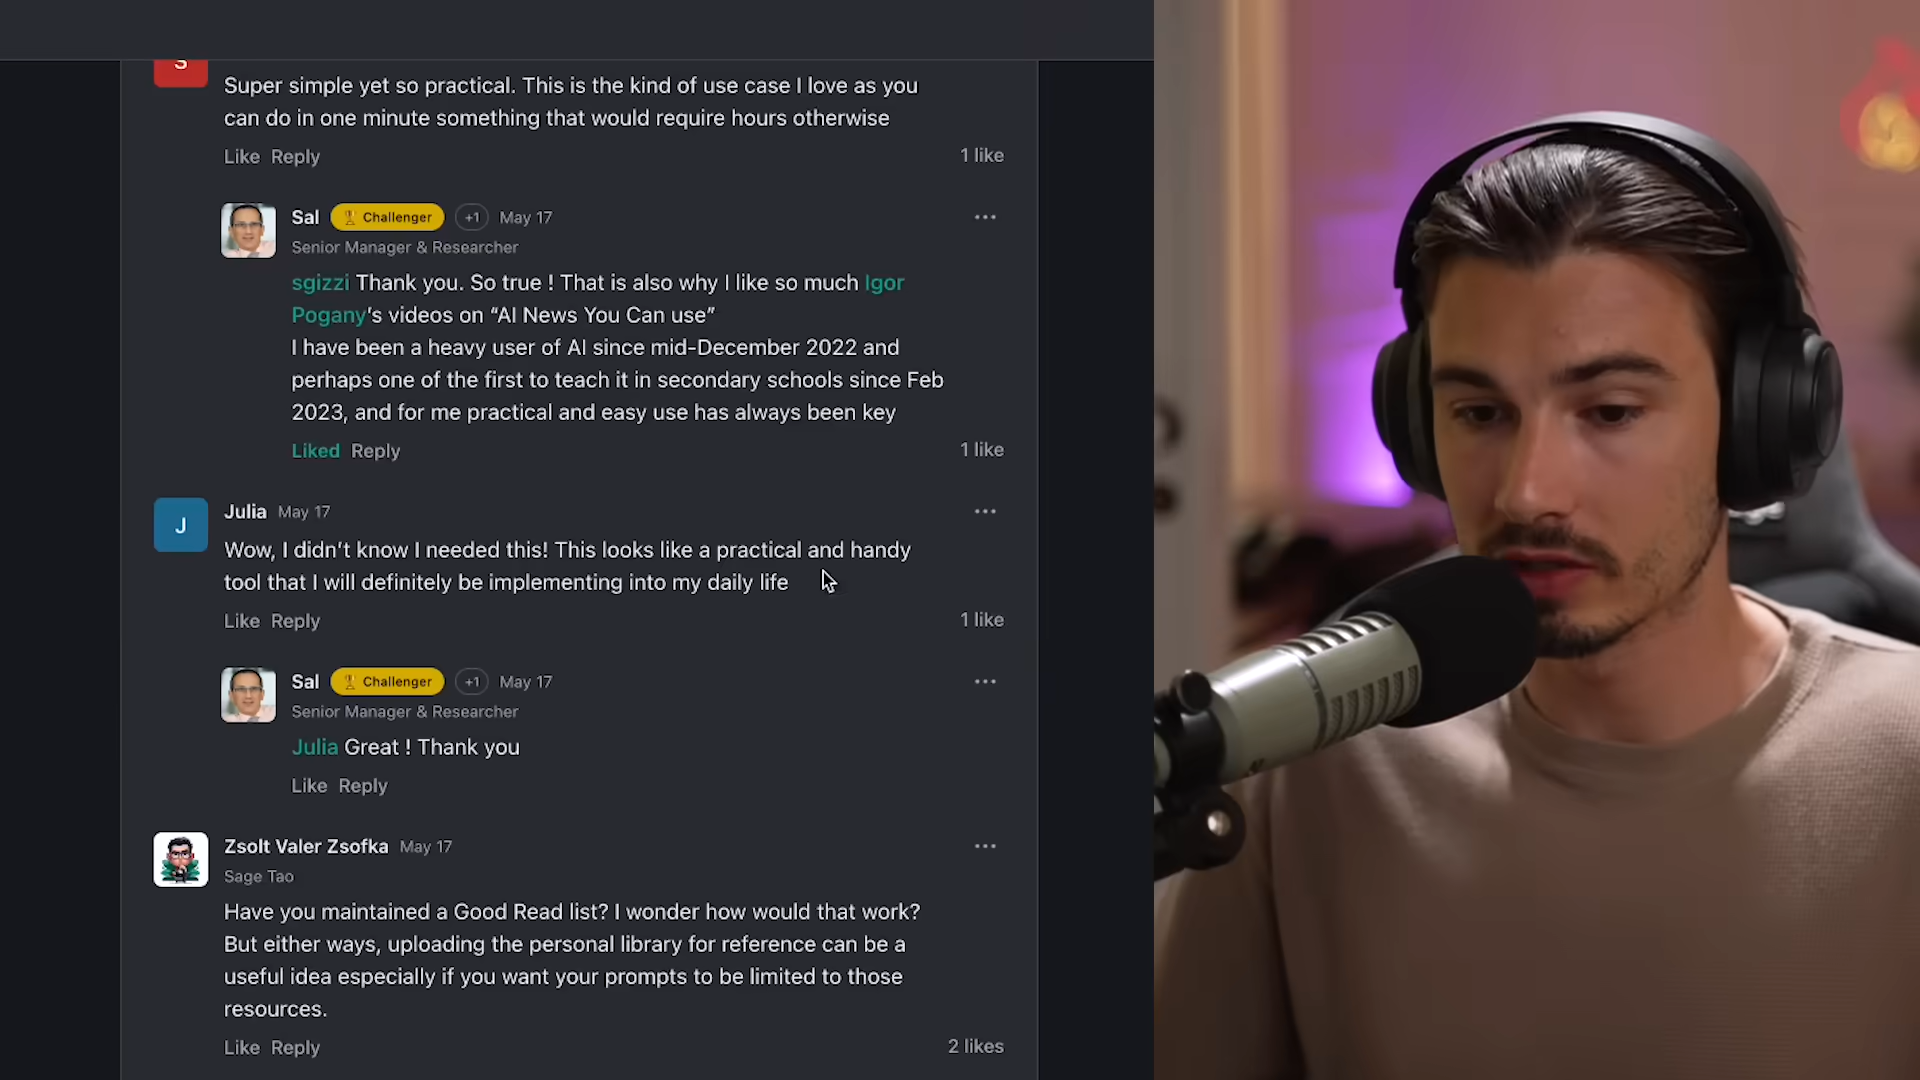 S
Super simple yet so practical. This is the kind of use case I love as you
can do in one minute something that would require hours otherwise
Like Reply 1 like
Sal Challenger +1 May 17 ...
Senior Manager & Researcher
sgizzi Thank you. So true ! That is also why I like so much Igor
Pogany’s videos on “AI News You Can use”
I have been a heavy user of AI since mid-December 2022 and
perhaps one of the first to teach it in secondary schools since Feb
2023, and for me practical and easy use has always been key
Liked Reply 1 like
J Julia May 17 ...
Wow, I didn’t know I needed this! This looks like a practical and handy
tool that I will definitely be implementing into my daily life
Like Reply 1 like
Sal Challenger +1 May 17 ...
Senior Manager & Researcher
Julia Great ! Thank you
Like Reply
Zsolt Valer Zsofka May 17 ...
Sage Tao
Have you maintained a Good Read list? I wonder how would that work?
But either ways, uploading the personal library for reference can be a
useful idea especially if you want your prompts to be limited to those
resources.
Like Reply 2 likes